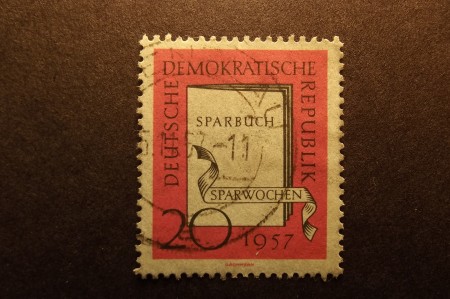 DEUTSCHE
DEMOKRATISCHE
REPUBLIK
SPARBUCH
SPARWOCHEN
20
1957